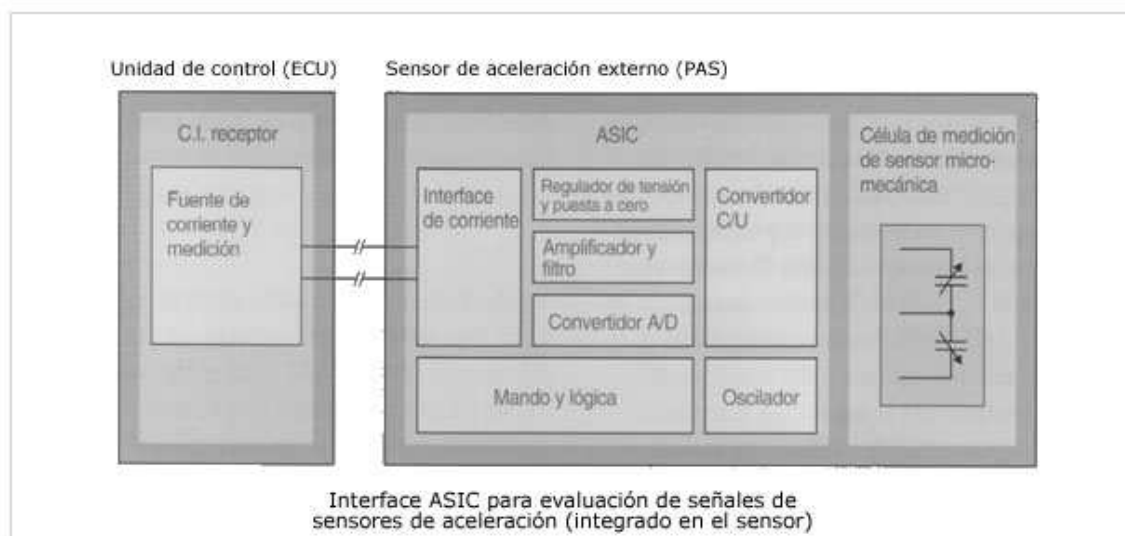 Unidad de control (ECU)
Sensor de aceleración externo (PAS)
C.I. receptor
Fuente de
corriente y
medición
ASIC
Interface
de corriente
Regulador de tensión
y puesta a cero
Amplificador y
filtro
Convertidor A/D
Convertidor
C/U
Mando y lógica
Oscilador
Célula de medición
de sensor micro-
mecánica
Interface ASIC para evaluación de señales de
sensores de aceleración (integrado en el sensor)